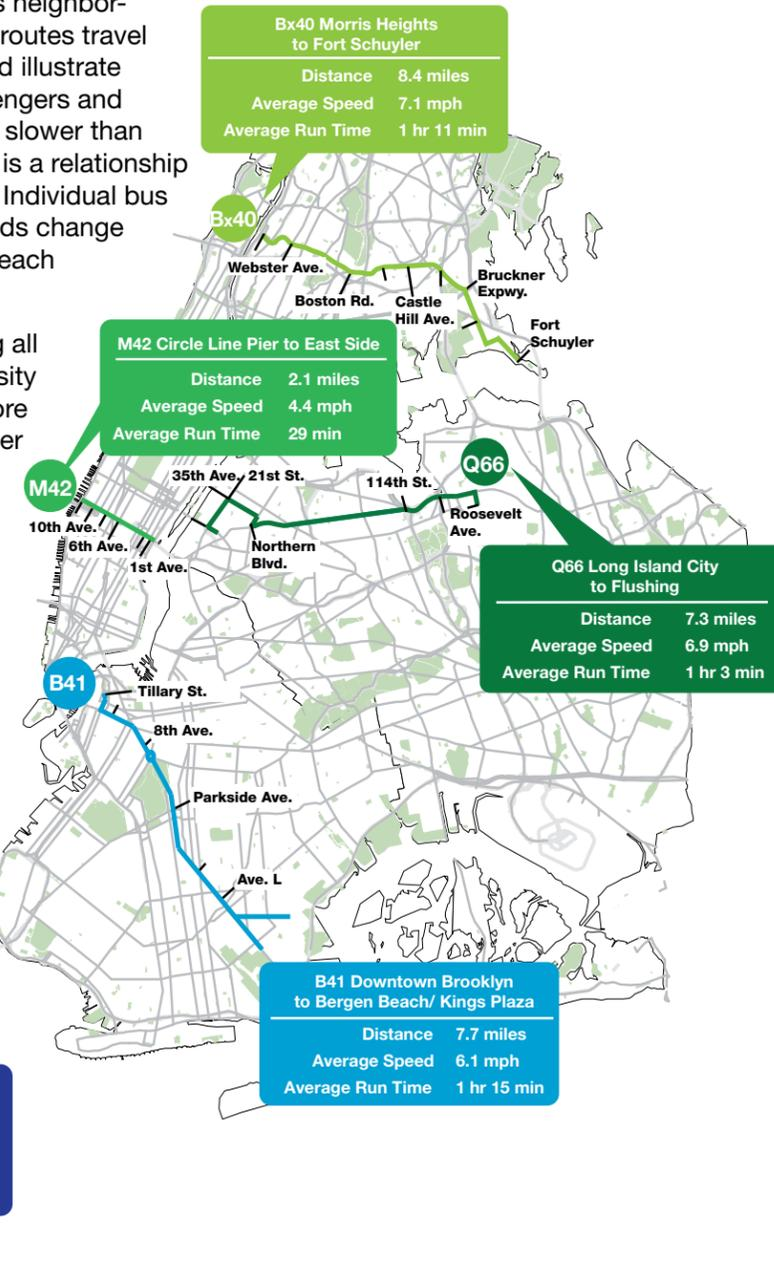 s neighbor-
routes travel
d illustrate
engers and
slower than
is a relationship
Individual bus
ds change
each
g all
sity
ore
er
Bx40 Morris Heights
to Fort Schuyler
Distance 8.4 miles
Average Speed 7.1 mph
Average Run Time 1 hr 11 min
Bx40
Webster Ave.
Boston Rd.
Castle
Hill Ave.
Bruckner
Expwy.
Fort
Schuyler
M42 Circle Line Pier to East Side
Distance 2.1 miles
Average Speed 4.4 mph
Average Run Time 29 min
M42
10th Ave.
6th Ave.
1st Ave.
35th Ave.
21st St.
114th St.
Q66
Roosevelt
Ave.
Northern
Blvd.
Q66 Long Island City
to Flushing
Distance 7.3 miles
Average Speed 6.9 mph
Average Run Time 1 hr 3 min
B41
Tillary St.
8th Ave.
Parkside Ave.
Ave. L
B41 Downtown Brooklyn
to Bergen Beach/ Kings Plaza
Distance 7.7 miles
Average Speed 6.1 mph
Average Run Time 1 hr 15 min